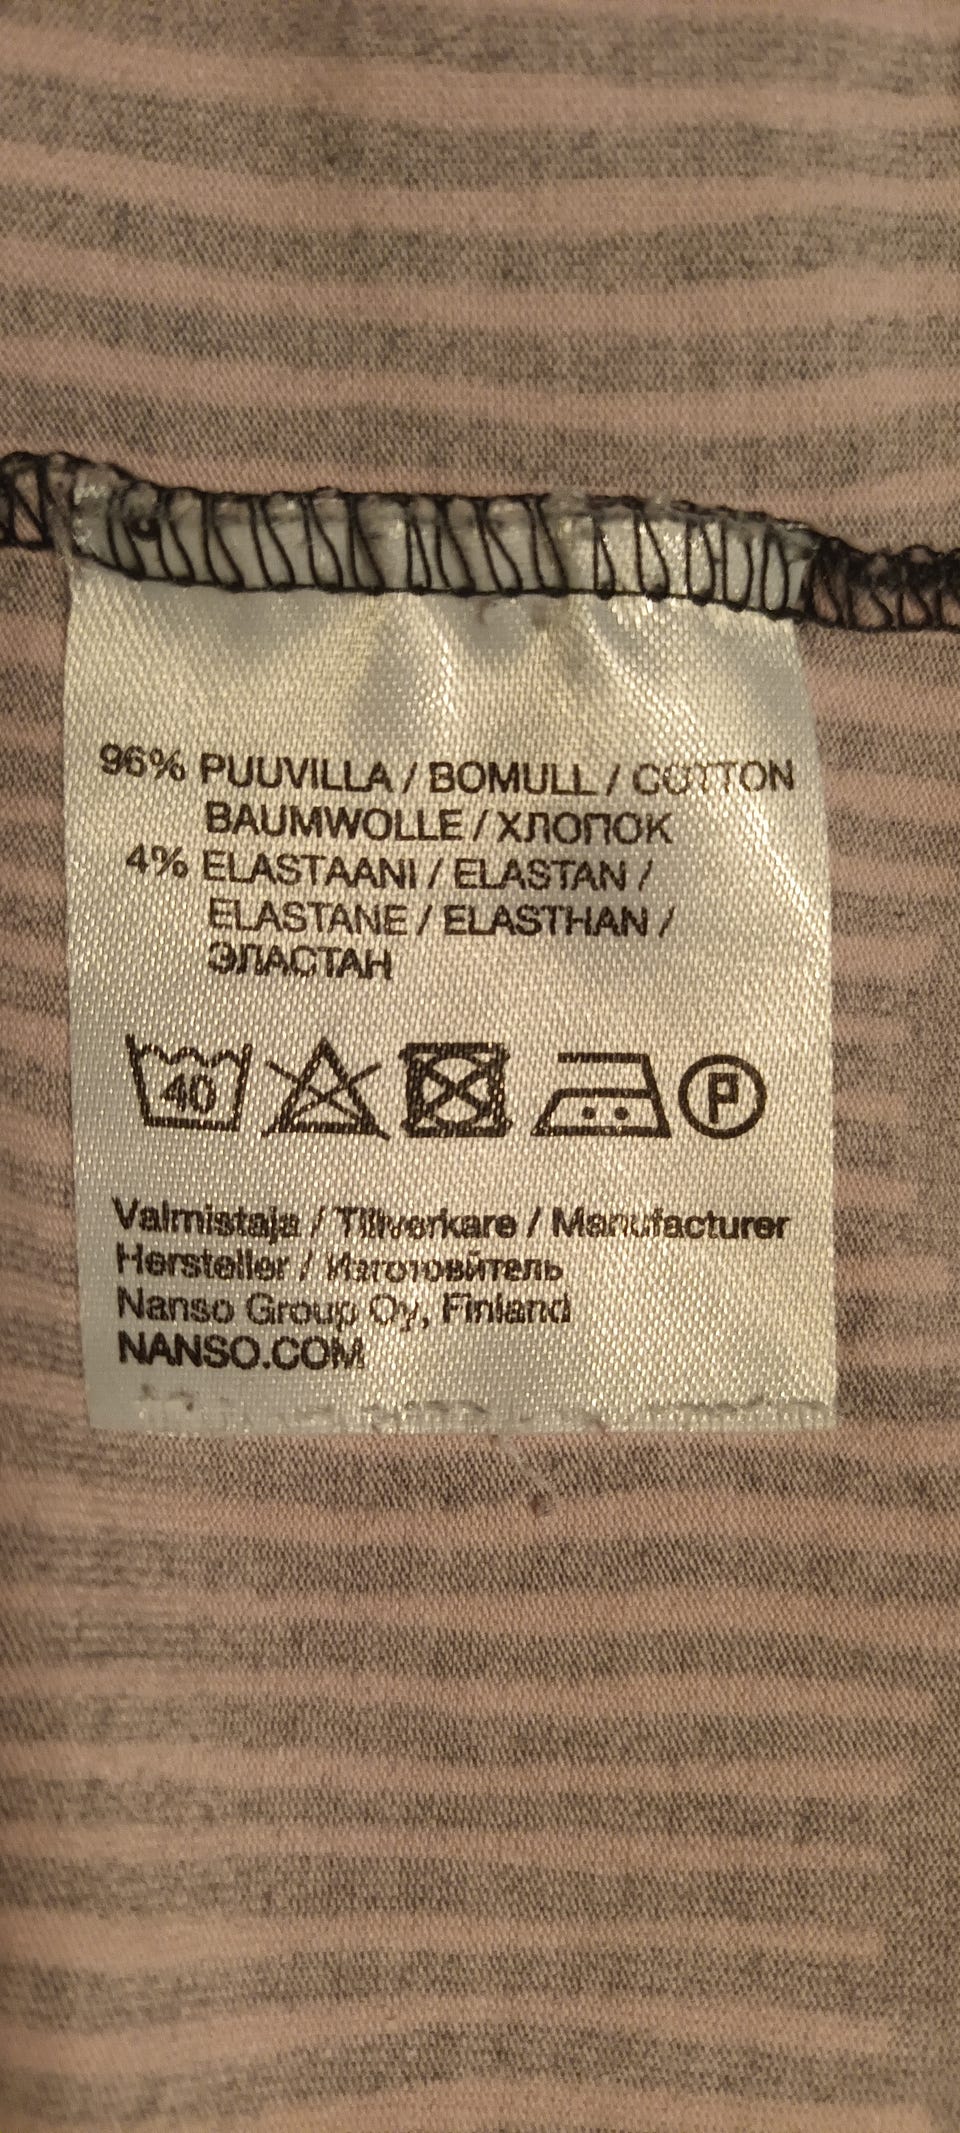 96% PUUVILLA / BOMULL / COTTON
BAUMWOLLE / ХЛОПОК
4% ELASTAANI / ELASTAN /
ELASTANE / ELASTHAN /
ЭЛАСТАН
40
P
Valmistaja / Tillverkare / Manufacturer
Hersteller / Изготовйтель
Nanso Group Oy, Finland
NANSO.COM